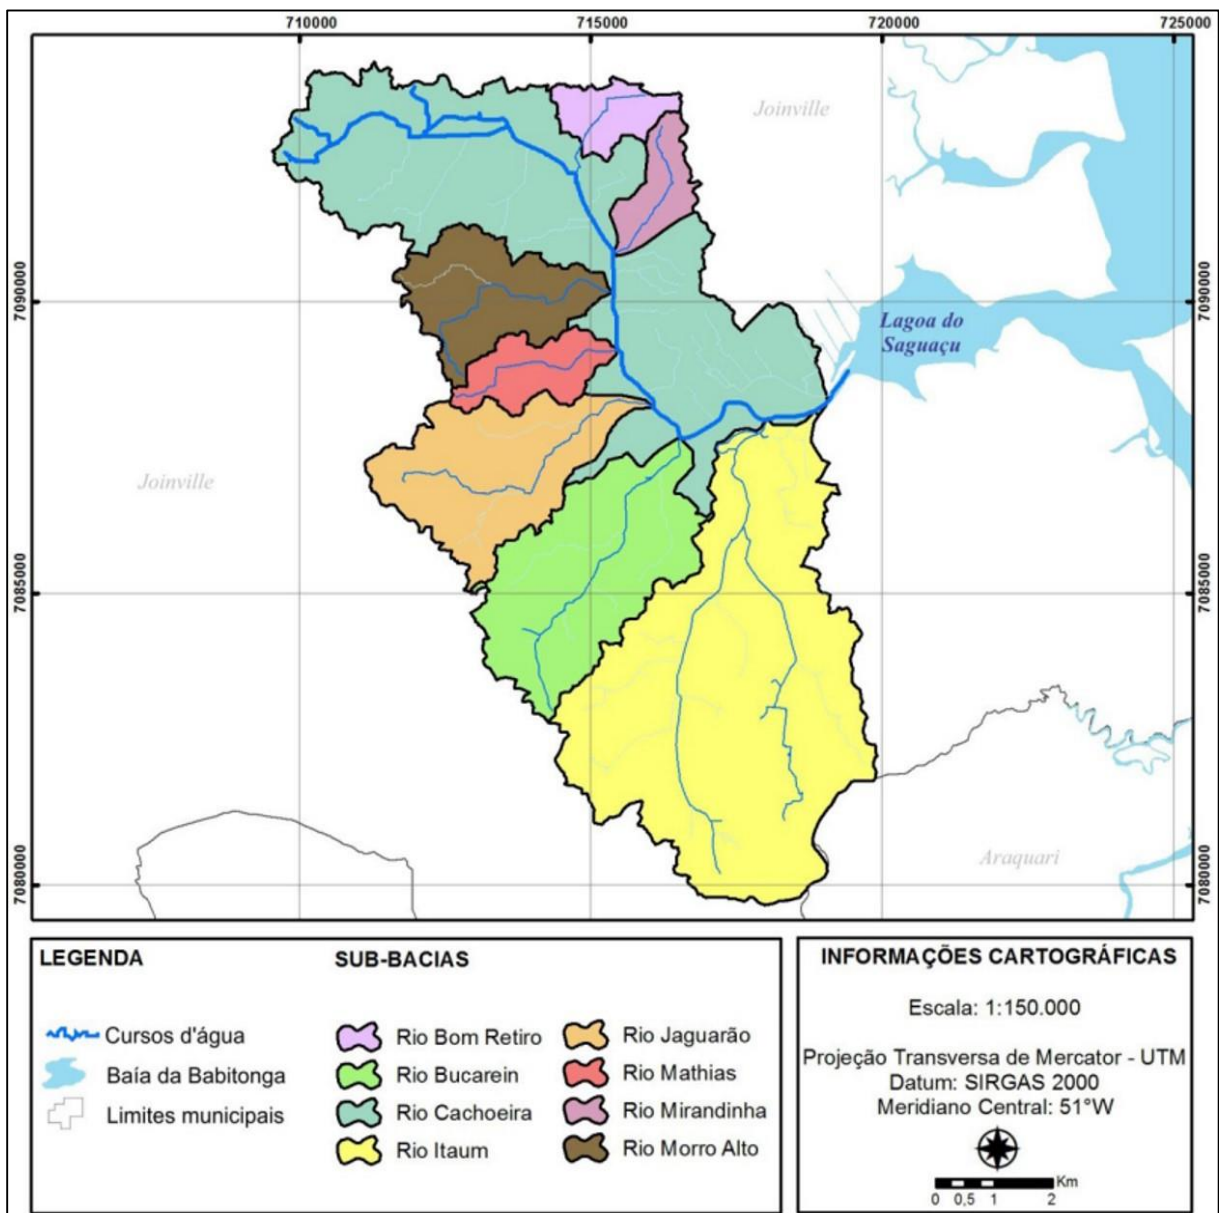 710000
715000
720000
725000
Joinville
7090000
7090000
Lagoa do
Saguaçu
Joinville
7085000
7085000
Araquari
7080000
7080000
LEGENDA
Cursos d'água
Baía da Babitonga
Limites municipais
SUB-BACIAS
Rio Bom Retiro
Rio Bucarein
Rio Cachoeira
Rio Itaum
Rio Jaguarão
Rio Mathias
Rio Mirandinha
Rio Morro Alto
INFORMAÇÕES CARTOGRÁFICAS
Escala: 1:150.000
Projeção Transversa de Mercator - UTM
Datum: SIRGAS 2000
Meridiano Central: 51°W
Km
0 0,5 1 2